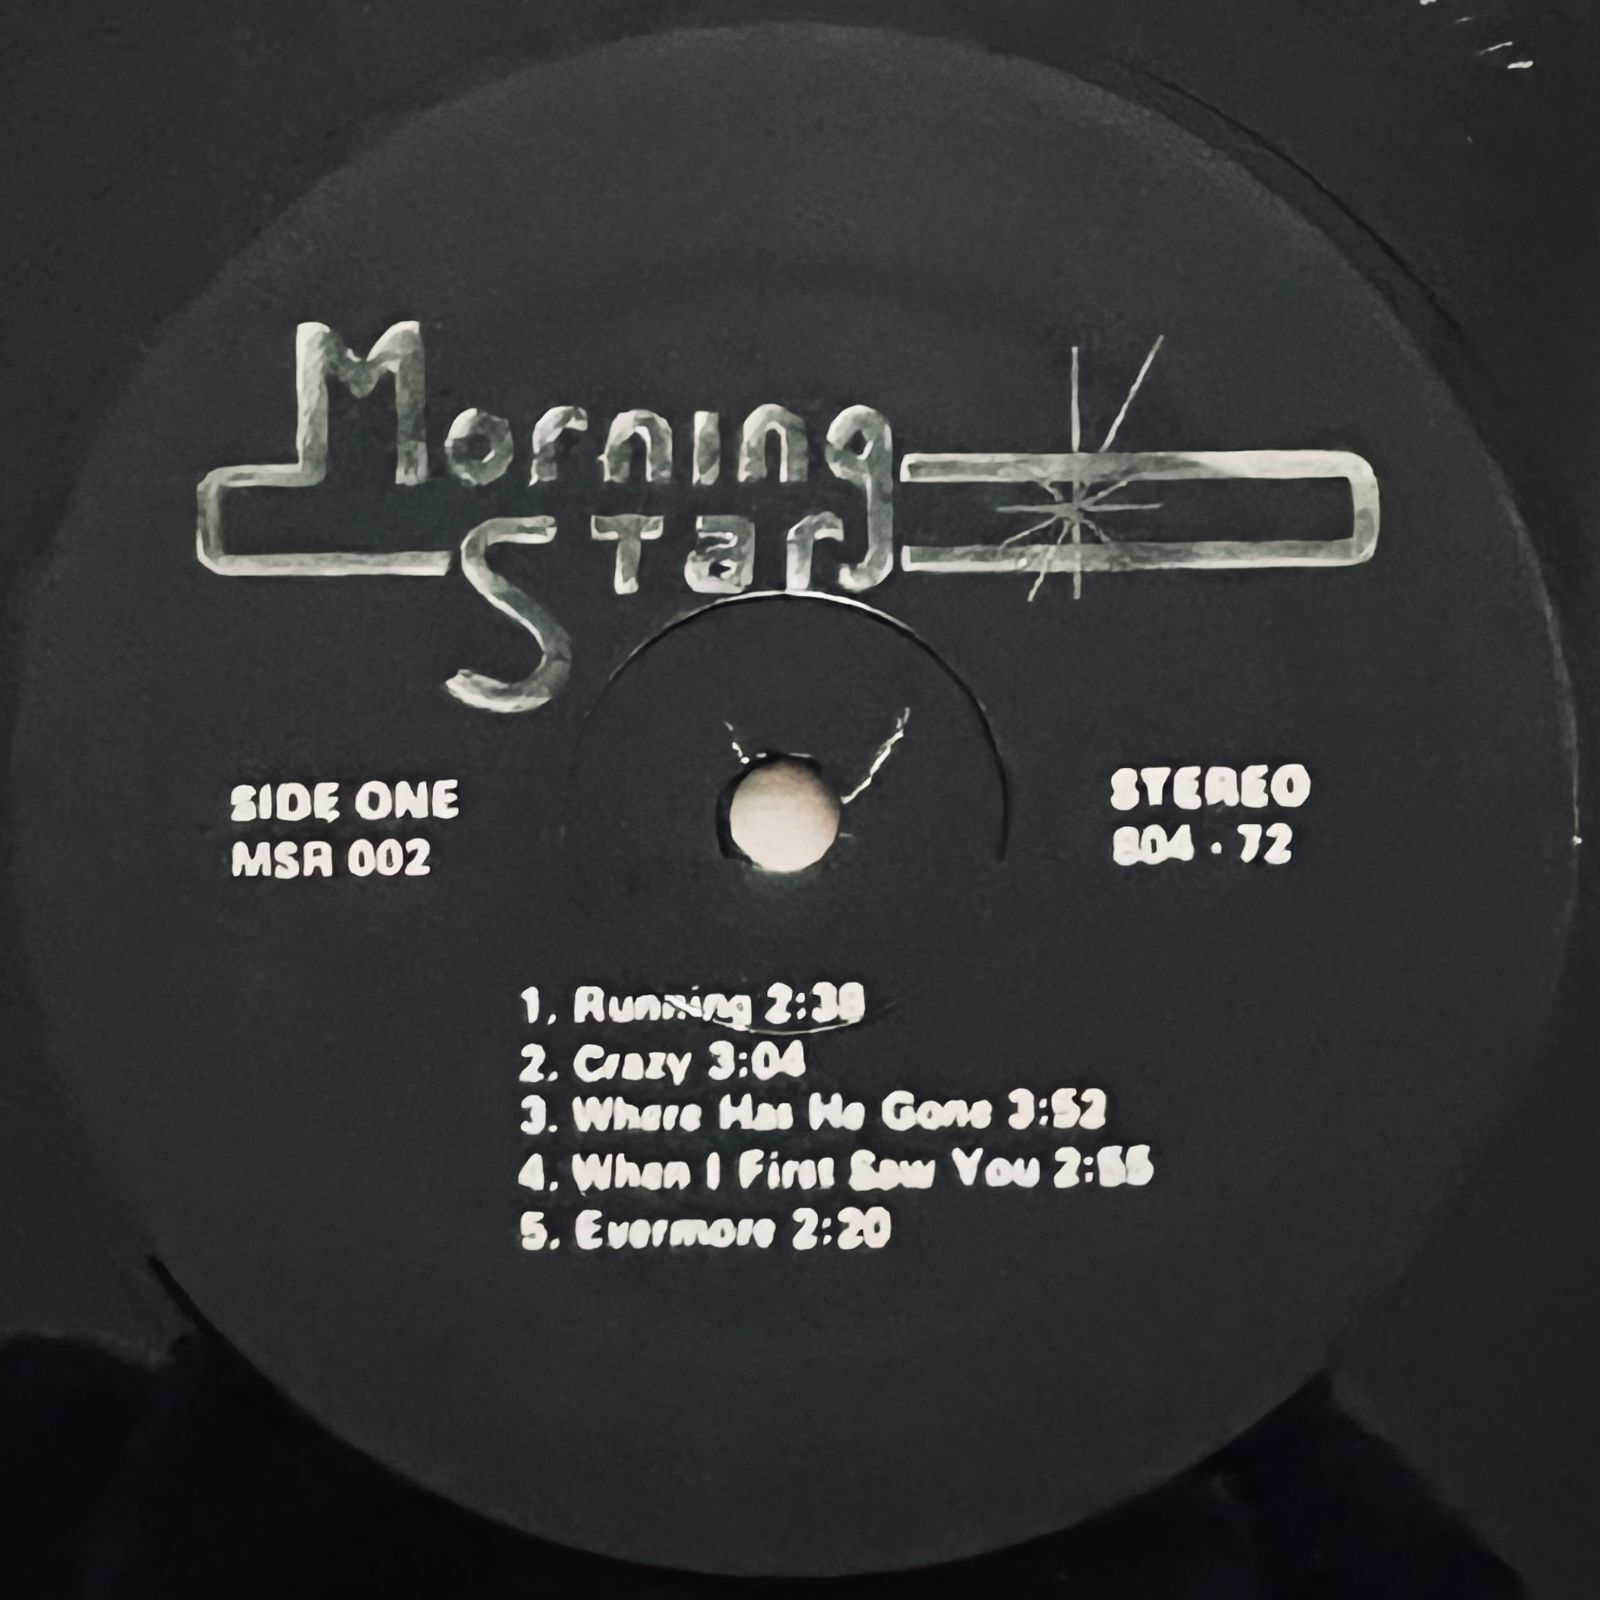 Morning
Star
SIDE ONE
MSR 002
STEREO
804 - 72
1. Running 2:38
2. Crazy 3:04
3. Where Has He Gone 3:52
4. When I First Saw You 2:55
5. Evermore 2:20